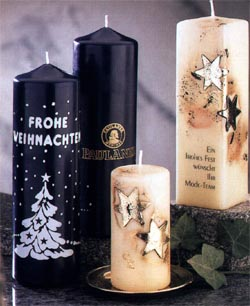 FROHE
WEIHNACHTEN
PAULANER
EIN
FROHES FEST
WÜNSCHT
IHR
MODE-TEAM